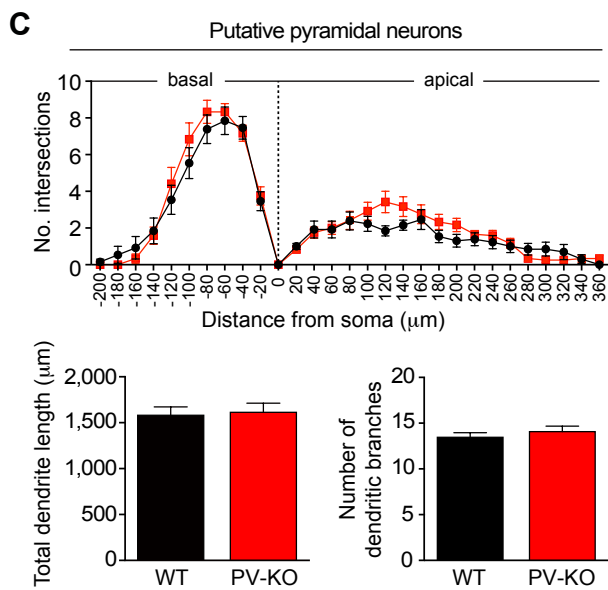 C
Putative pyramidal neurons
basal apical
No. intersections
10
8
6
4
2
0
-200 -180 -160 -140 -120 -100 -80 -60 -40 -20 0 20 40 60 80 100 120 140 160 180 200 220 240 260 280 300 320 340 360
Distance from soma (μm)
Total dendrite length (μm)
2,000
1,500
1,000
500
0
WT PV-KO
Number of
dendritic branches
20
15
10
5
0
WT PV-KO